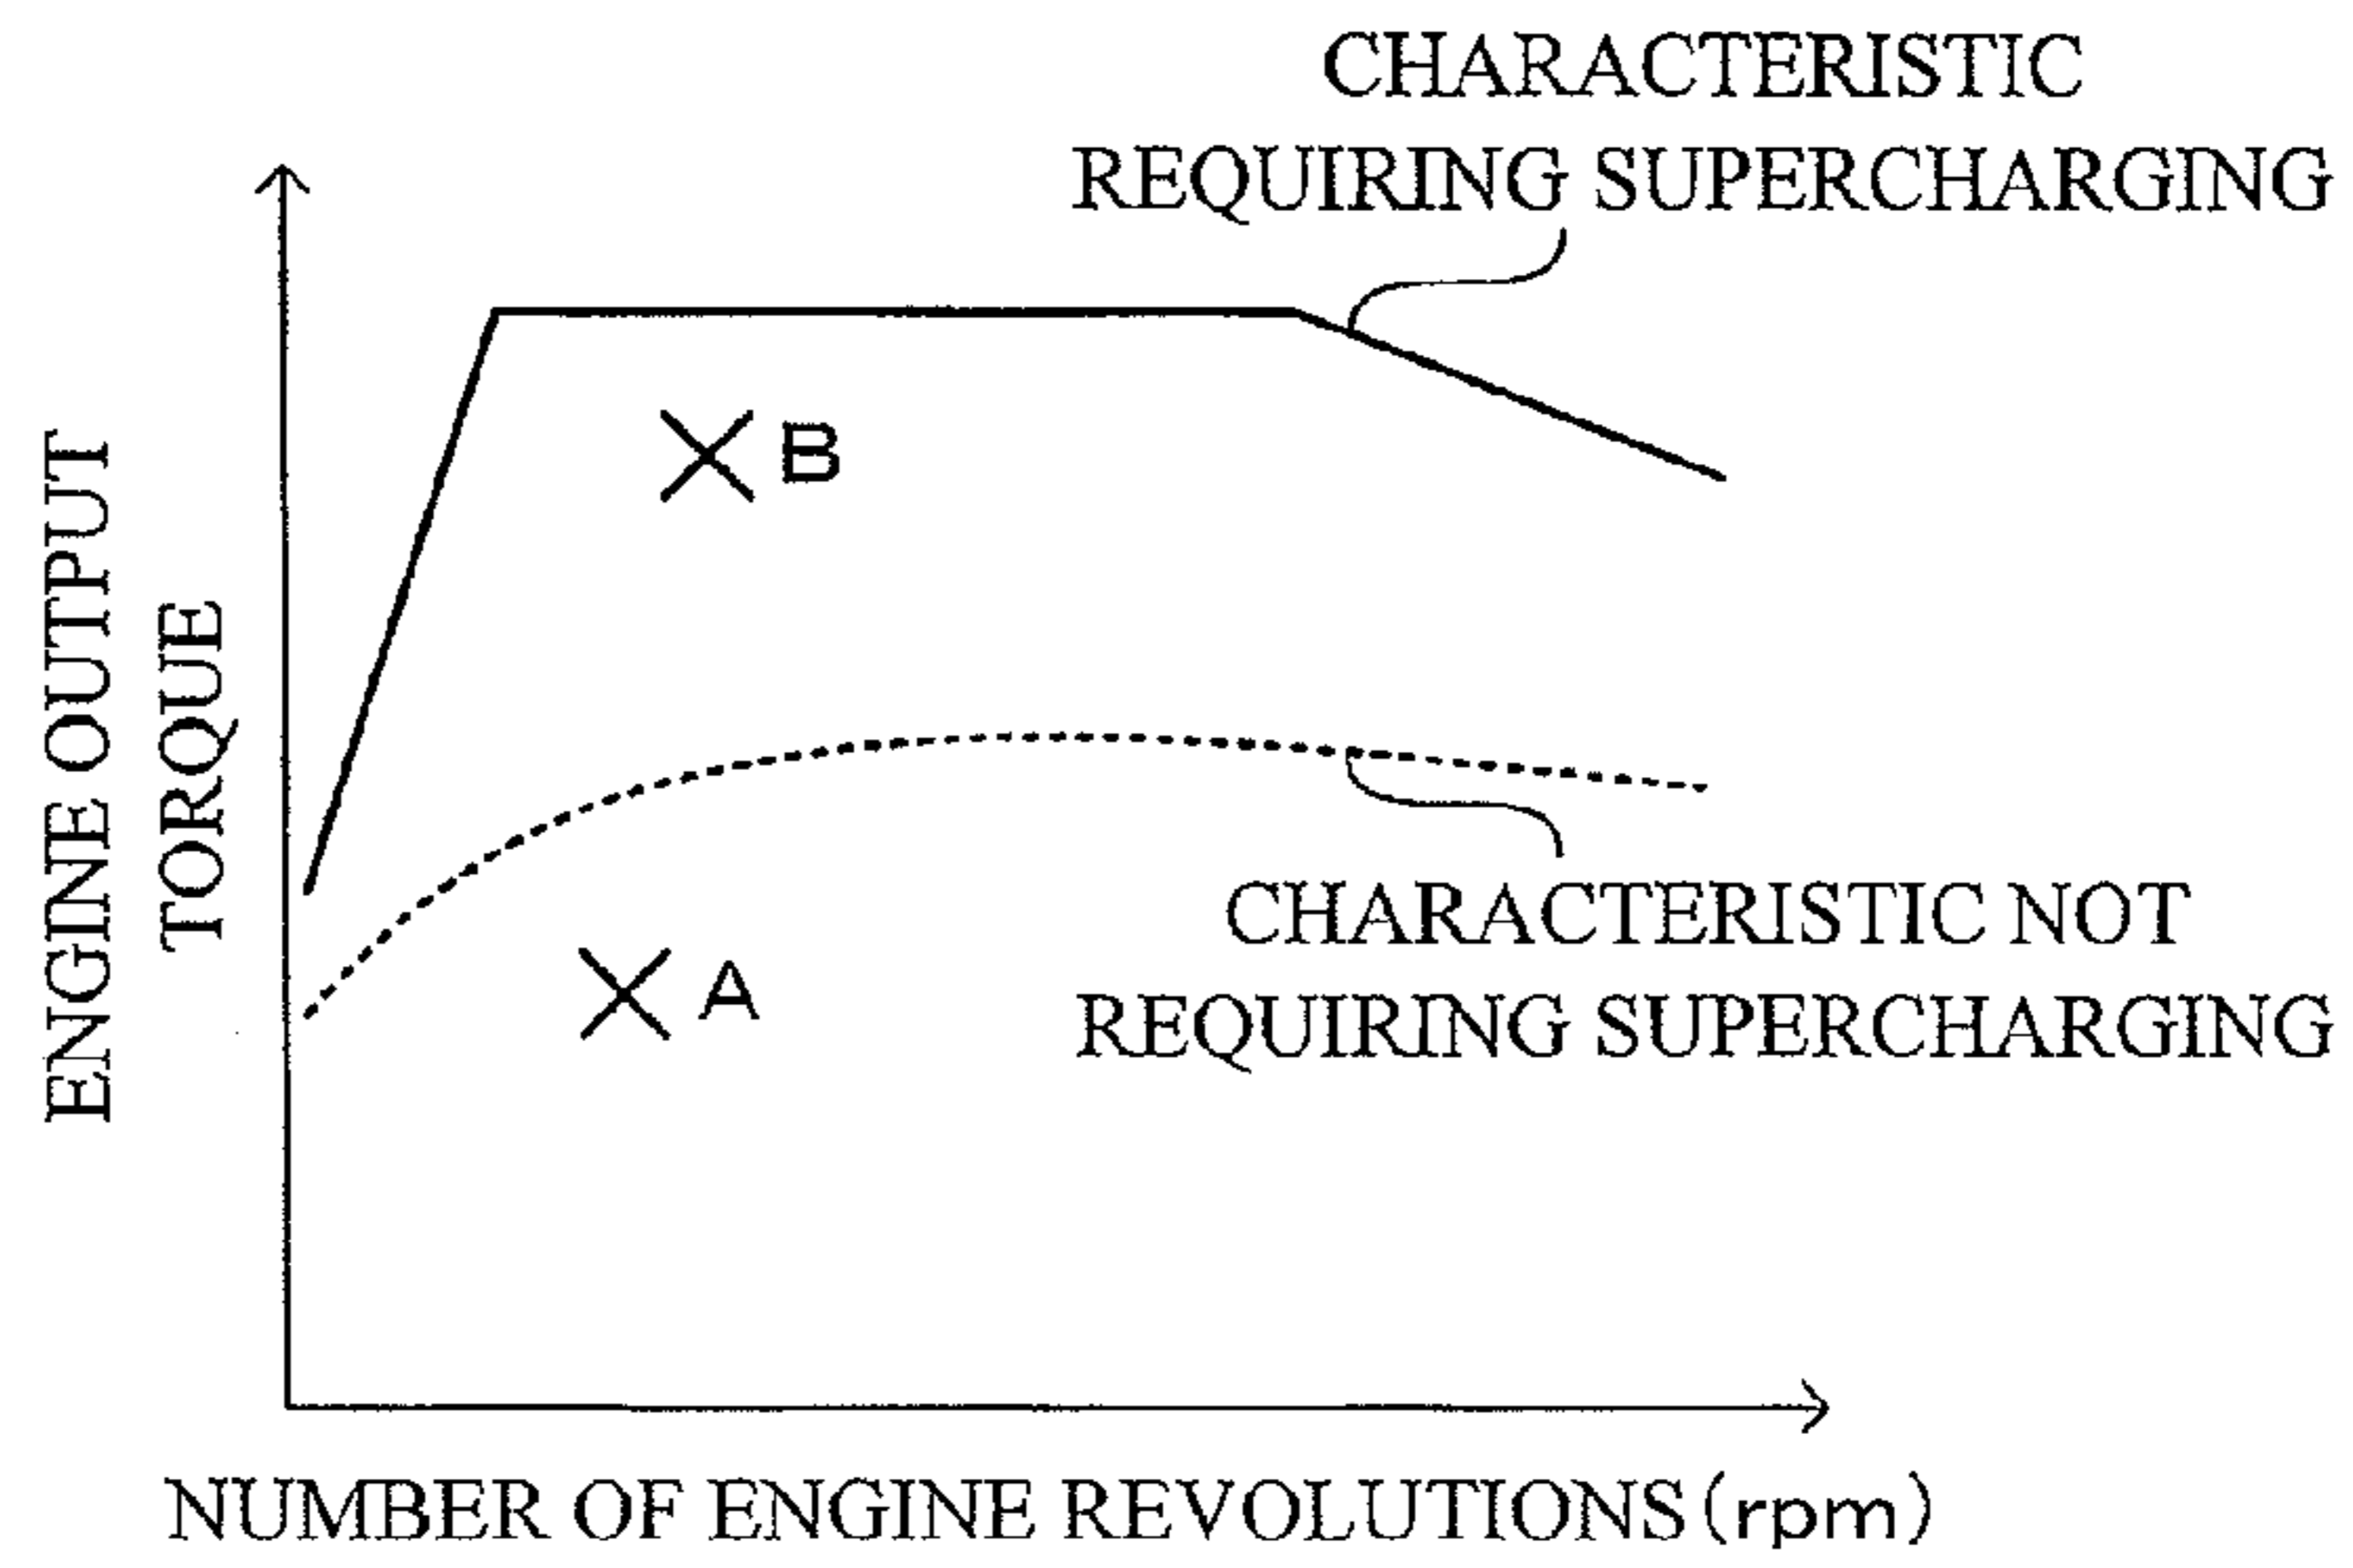 CHARACTERISTIC
REQUIRING SUPERCHARGING
B
ENGINE OUTPUT
TORQUE
A
CHARACTERISTIC NOT
REQUIRING SUPERCHARGING
NUMBER OF ENGINE REVOLUTIONS (rpm)